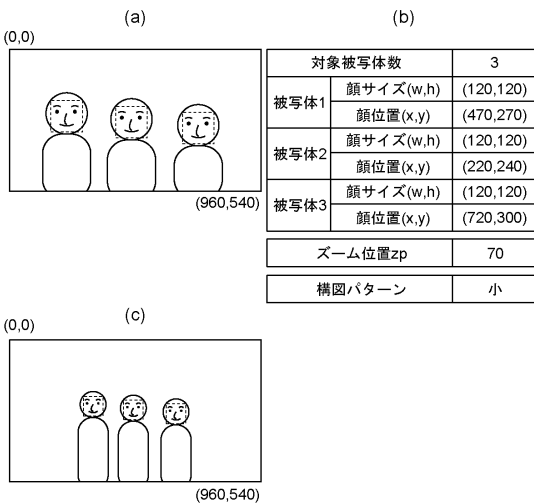 (a)
(0,0)
(960,540)
(b)
対象被写体数 3
被写体1 顔サイズ(w,h) (120,120)
顔位置(x,y) (470,270)
被写体2 顔サイズ(w,h) (120,120)
顔位置(x,y) (220,240)
被写体3 顔サイズ(w,h) (120,120)
顔位置(x,y) (720,300)
ズーム位置zp 70
構図パターン 小
(c)
(0,0)
(960,540)